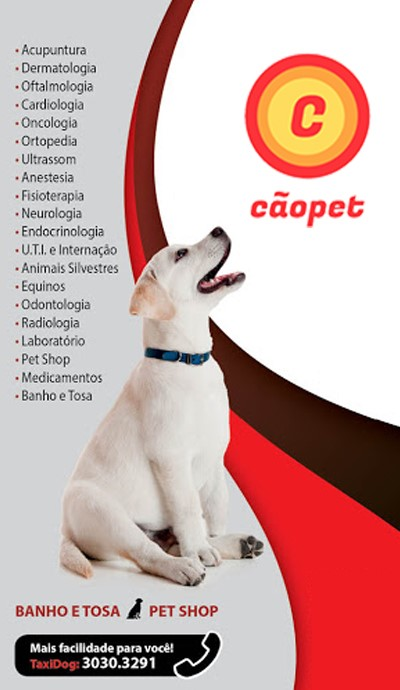 • Acupuntura
• Dermatologia
• Oftalmologia
• Cardiologia
• Oncologia
• Ortopedia
• Ultrassom
• Anestesia
• Fisioterapia
• Neurologia
• Endocrinologia
• U.T.I. e Internação
• Animais Silvestres
• Equinos
• Odontologia
• Radiologia
• Laboratório
• Pet Shop
• Medicamentos
• Banho e Tosa
C
cãopet
BANHO E TOSA PET SHOP
Mais facilidade para você!
TaxiDog: 3030.3291